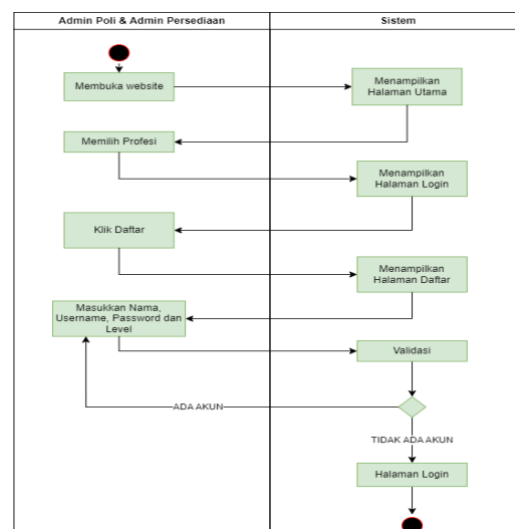 Admin Poli & Admin Persediaan
Sistem
Membuka website
Menampilkan
Halaman Utama
Memilih Profesi
Menampilkan
Halaman Login
Klik Daftar
Menampilkan
Halaman Daftar
Masukkan Nama,
Username, Password dan
Level
Validasi
ADA AKUN
TIDAK ADA AKUN
Halaman Login